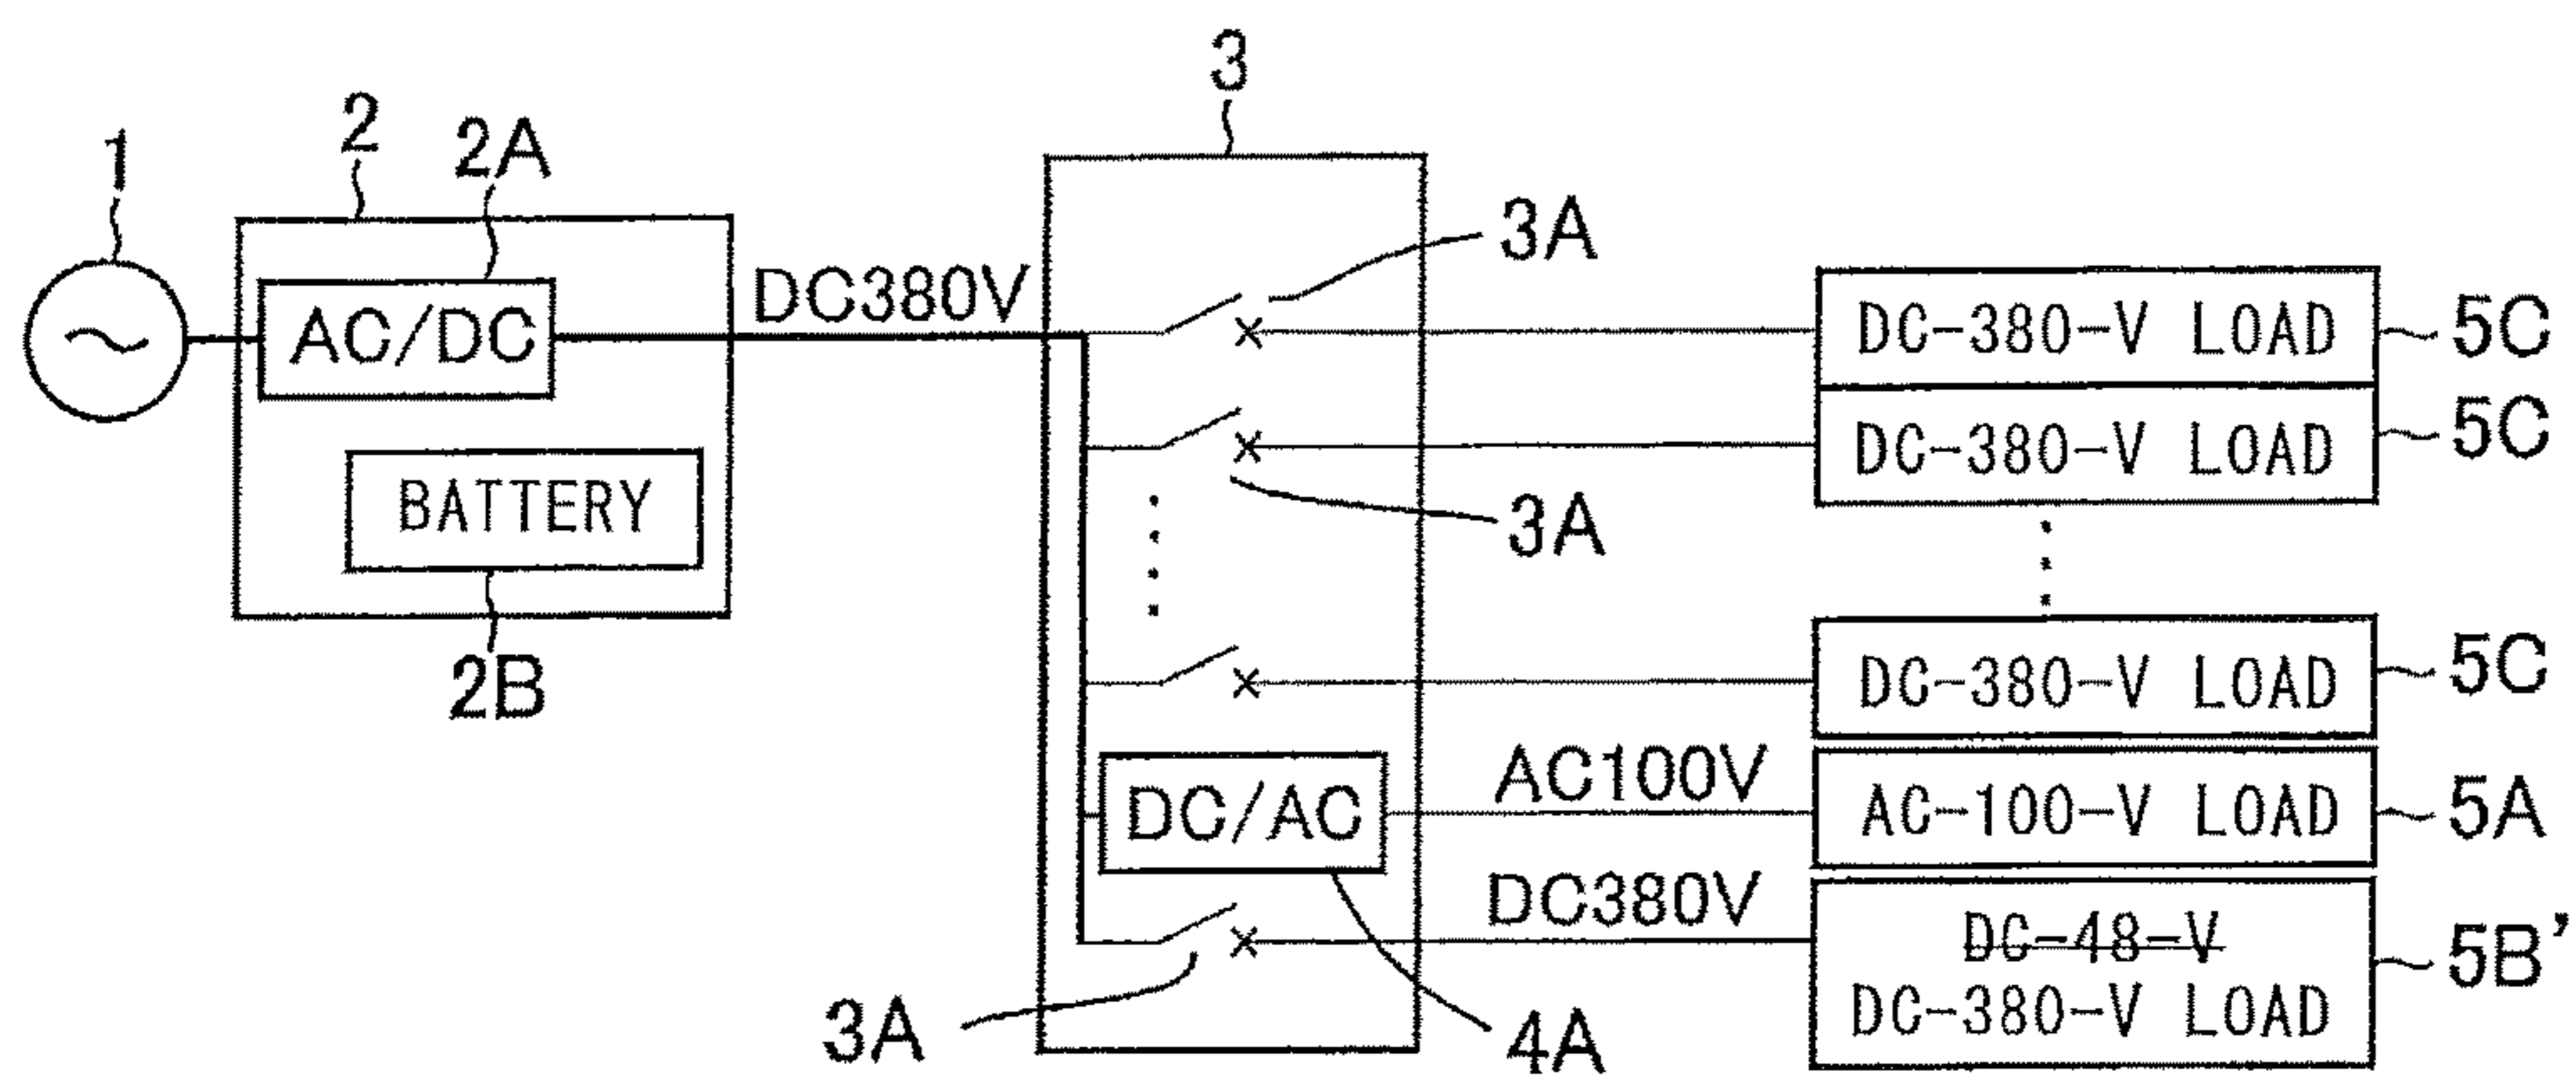 1
2
2A
AC/DC
BATTERY
2B
DC380V
3
3A
3A
DC/AC
4A
3A
AC100V
DC380V
DC-380-V LOAD
5C
DC-380-V LOAD
5C
DC-380-V LOAD
5C
AC-100-V LOAD
5A
DC-48-V
DC-380-V LOAD
5B'